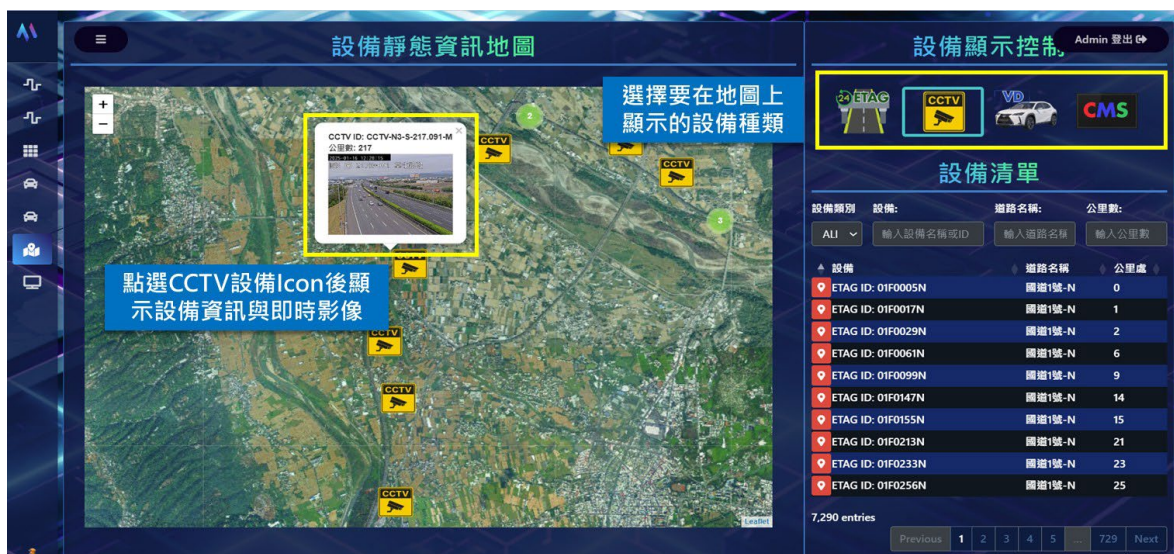 設備靜態資訊地圖
設備顯示控制
Admin 登出
選擇要在地圖上
顯示的設備種類
24 ETAG
CCTV
VD
CMS
+
−
CCTV ID: CCTV-N3-S-217.091-M
公里數: 217
×
2025-01-16 12:20:15
2
CCTV
CCTV
3
點選CCTV設備Icon後顯
示設備資訊與即時影像
CCTV
CCTV
CCTV
CCTV
Leaflet
設備清單
設備類別 設備: 道路名稱: 公里數:
ALl 輸入設備名稱或ID 輸入道路名稱 輸入公里數
設備 道路名稱 公里處
ETAG ID: 01F0005N 國道1號-N 0
ETAG ID: 01F0017N 國道1號-N 1
ETAG ID: 01F0029N 國道1號-N 2
ETAG ID: 01F0061N 國道1號-N 6
ETAG ID: 01F0099N 國道1號-N 9
ETAG ID: 01F0147N 國道1號-N 14
ETAG ID: 01F0155N 國道1號-N 15
ETAG ID: 01F0213N 國道1號-N 21
ETAG ID: 01F0233N 國道1號-N 23
ETAG ID: 01F0256N 國道1號-N 25
7,290 entries
Previous 1 2 3 4 5 ... 729 Next